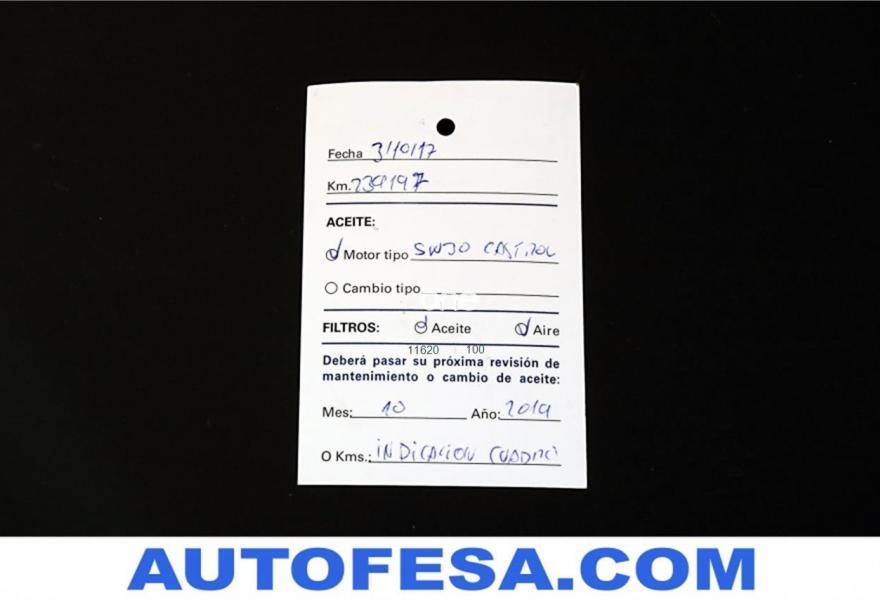 Fecha 3/10/17
Km. 239197
ACEITE:
Motor tipo 5W30 CASTROL
Cambio tipo
one
FILTROS: Aceite Aire
11620 100
Deberá pasar su próxima revisión de
mantenimiento o cambio de aceite:
Mes: 10 Año: 2019
O Kms.: INDICACION CUADRO
AUTOFESA.COM